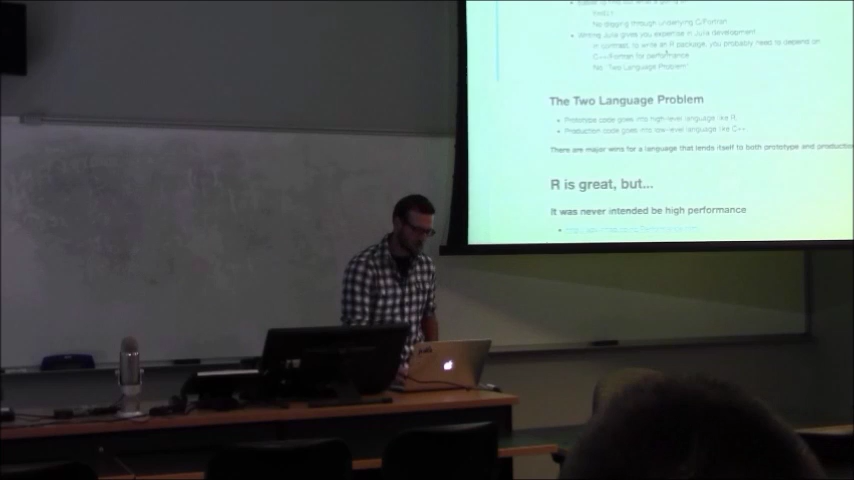 No digging through underlying C/Fortran
Writing Julia gives you expertise in Julia development
In contrast, to write an R package, you probably need to depend on
C++/Fortran for performance
No "Two Language Problem"
The Two Language Problem
Prototype code goes into high-level language like R
Production code goes into low-level language like C++
There are major wins for a language that lends itself to both prototype and production
R is great, but...
It was never intended be high performance